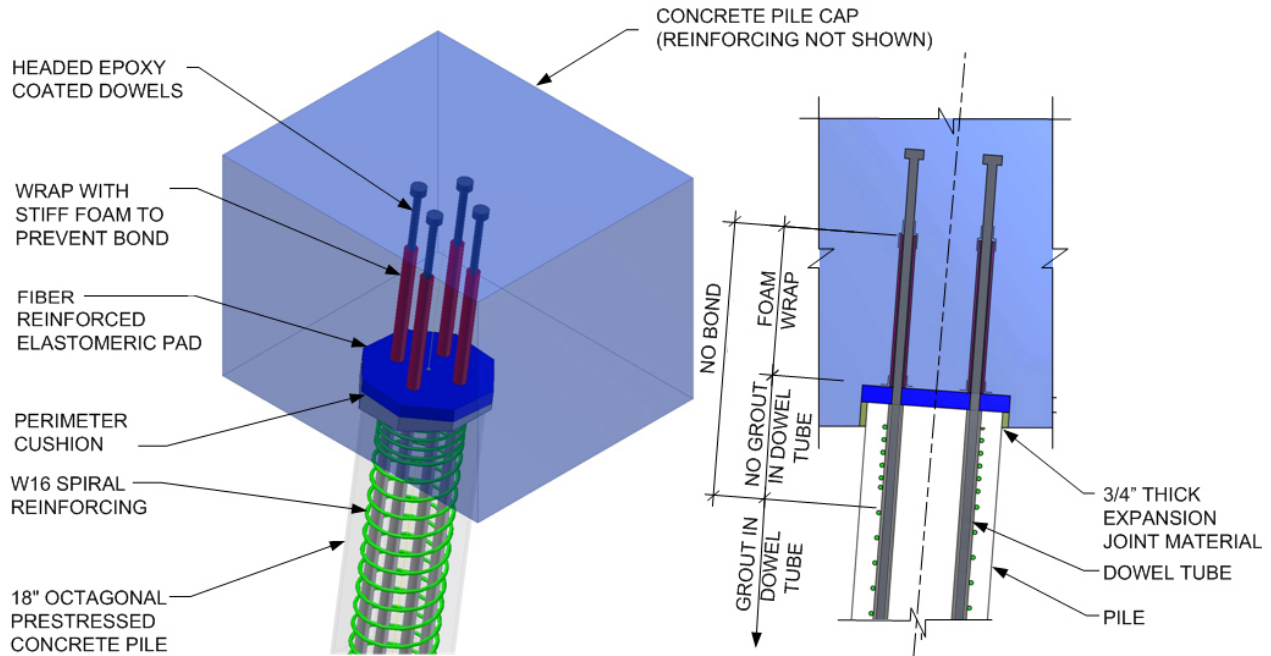 CONCRETE PILE CAP
(REINFORCING NOT SHOWN)
HEADED EPOXY
COATED DOWELS
WRAP WITH
STIFF FOAM TO
PREVENT BOND
FIBER
REINFORCED
ELASTOMERIC PAD
PERIMETER
CUSHION
W16 SPIRAL
REINFORCING
18" OCTAGONAL
PRESTRESSED
CONCRETE PILE
NO BOND
FOAM
WRAP
NO GROUT
IN DOWEL
TUBE
GROUT IN
DOWEL
TUBE
3/4” THICK
EXPANSION
JOINT MATERIAL
DOWEL TUBE
PILE